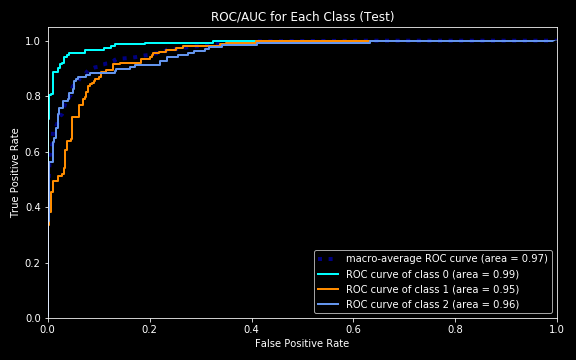 ROC/AUC for Each Class (Test)
True Positive Rate
1.0
0.8
0.6
0.4
0.2
0.0
macro-average ROC curve (area = 0.97)
ROC curve of class 0 (area = 0.99)
ROC curve of class 1 (area = 0.95)
ROC curve of class 2 (area = 0.96)
0.0 0.2 0.4 0.6 0.8 1.0
False Positive Rate